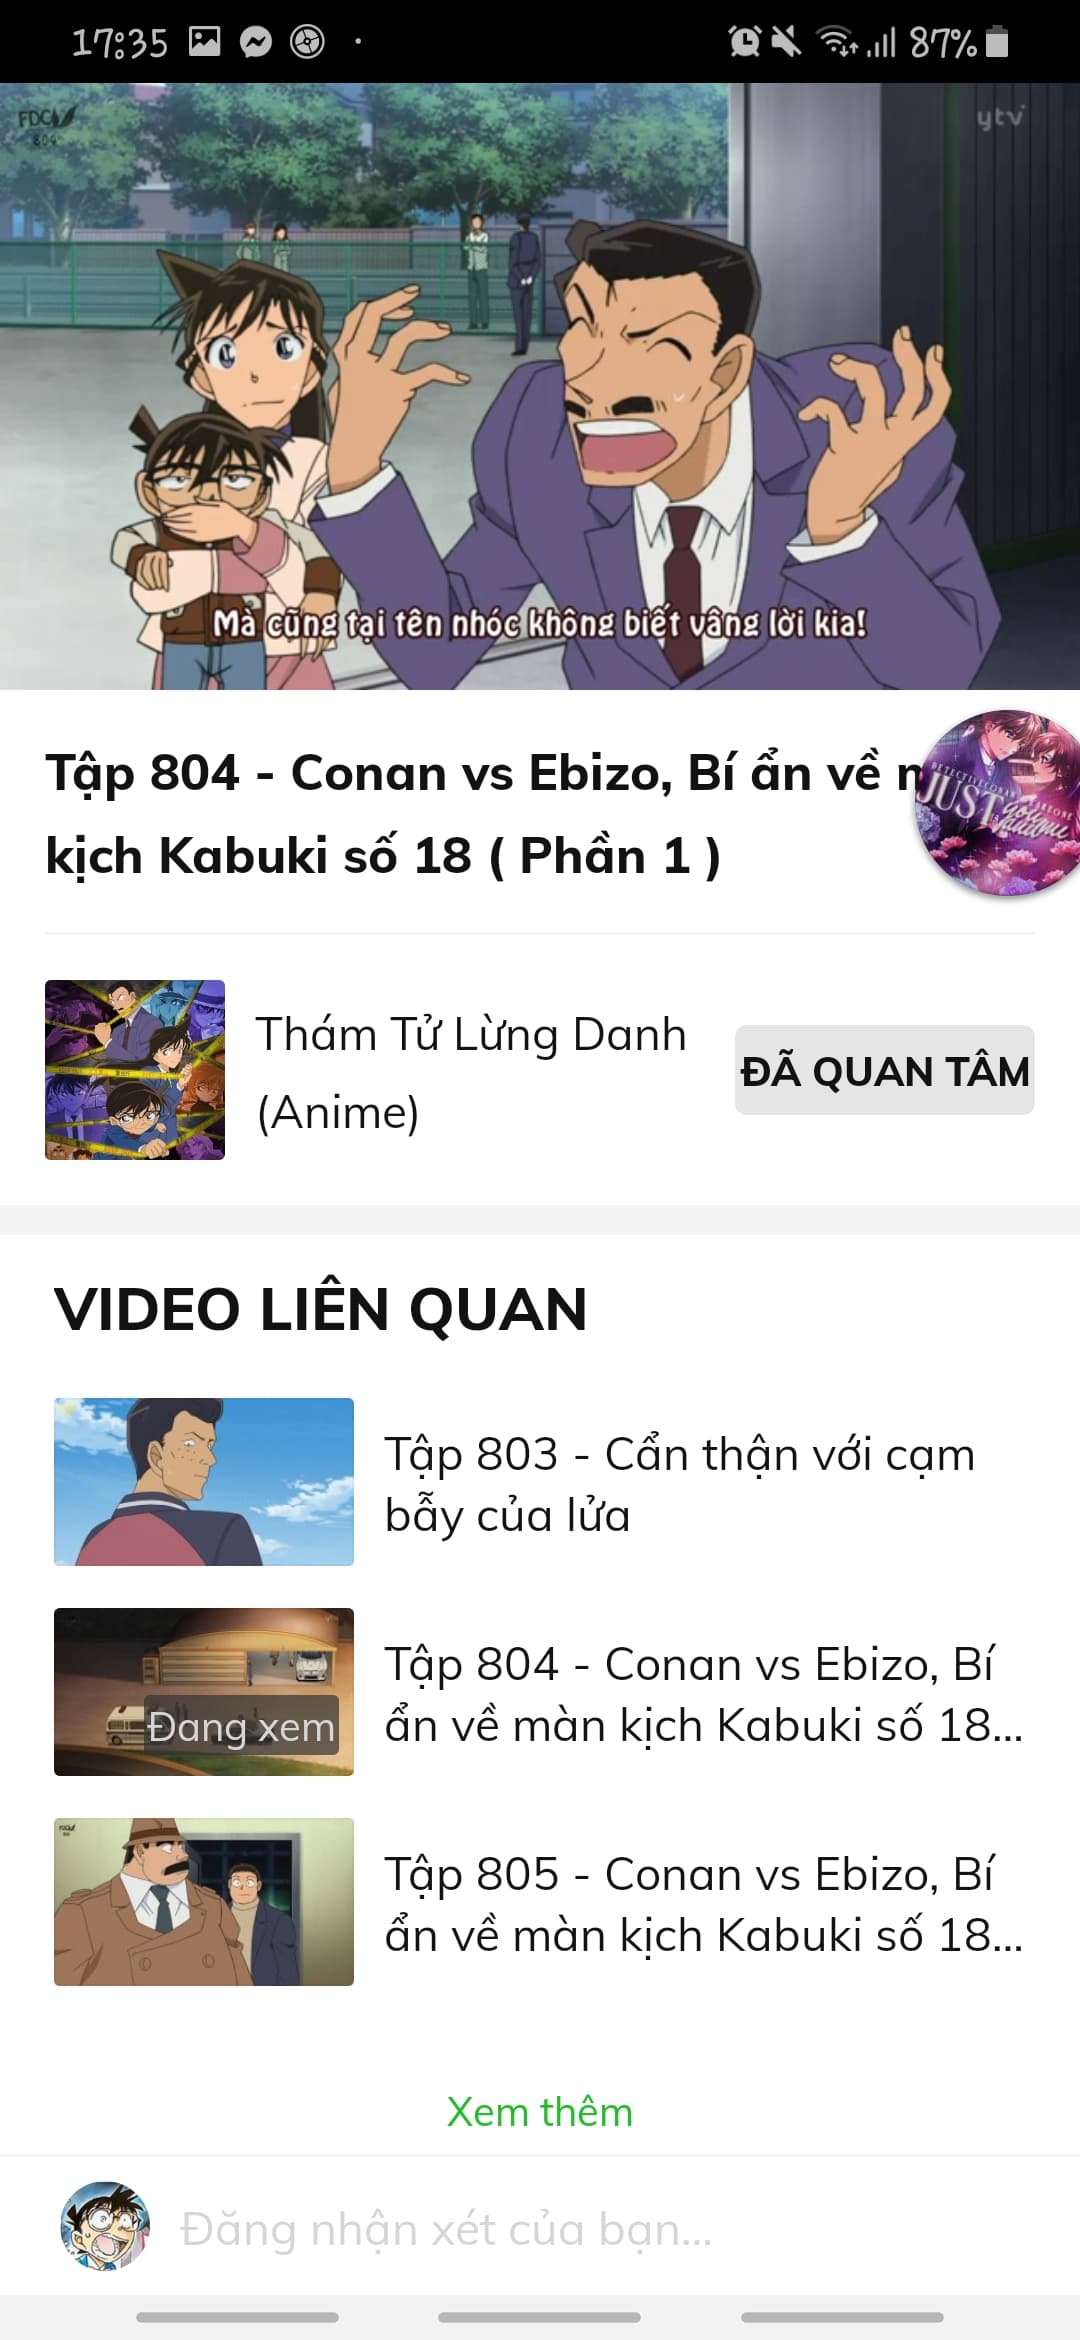 17:35
87%
FDC
804
ytv
Mà cũng tại tên nhóc không biết vâng lời kia!
Tập 804 - Conan vs Ebizo, Bí ẩn về
kịch Kabuki số 18 ( Phần 1 )
JUST
Thám Tử Lừng Danh
(Anime)
ĐÃ QUAN TÂM
VIDEO LIÊN QUAN
Tập 803 - Cẩn thận với cạm
bẫy của lửa
Đang xem
Tập 804 - Conan vs Ebizo, Bí
ẩn về màn kịch Kabuki số 18...
Tập 805 - Conan vs Ebizo, Bí
ẩn về màn kịch Kabuki số 18...
Xem thêm
Đăng nhận xét của bạn...